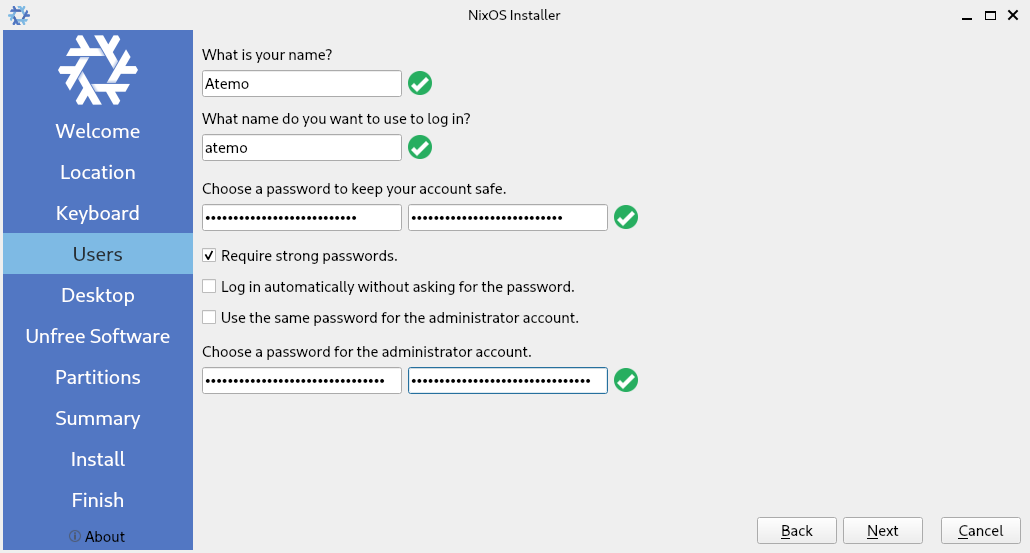 NixOS Installer
Welcome
Location
Keyboard
Users
Desktop
Unfree Software
Partitions
Summary
Install
Finish
About
What is your name?
Atemo
What name do you want to use to log in?
atemo
Choose a password to keep your account safe.
Require strong passwords.
Log in automatically without asking for the password.
Use the same password for the administrator account.
Choose a password for the administrator account.
Back Next Cancel